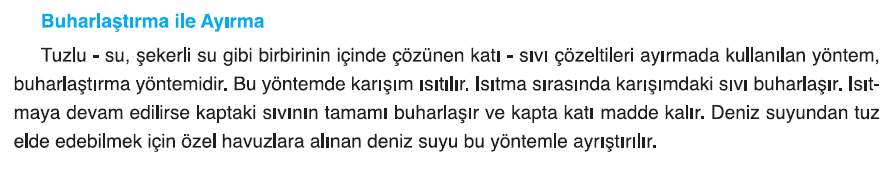 Buharlaştırma ile Ayırma
Tuzlu - su, şekerli su gibi birbirinin içinde çözünen katı - sıvı çözeltileri ayırmada kullanılan yöntem,
buharlaştırma yöntemidir. Bu yöntemde karışım ısıtılır. Isıtma sırasında karışımdaki sıvı buharlaşır. Isıt-
maya devam edilirse kaptaki sıvının tamamı buharlaşır ve kapta katı madde kalır. Deniz suyundan tuz
elde edebilmek için özel havuzlara alınan deniz suyu bu yöntemle ayrıştırılır.